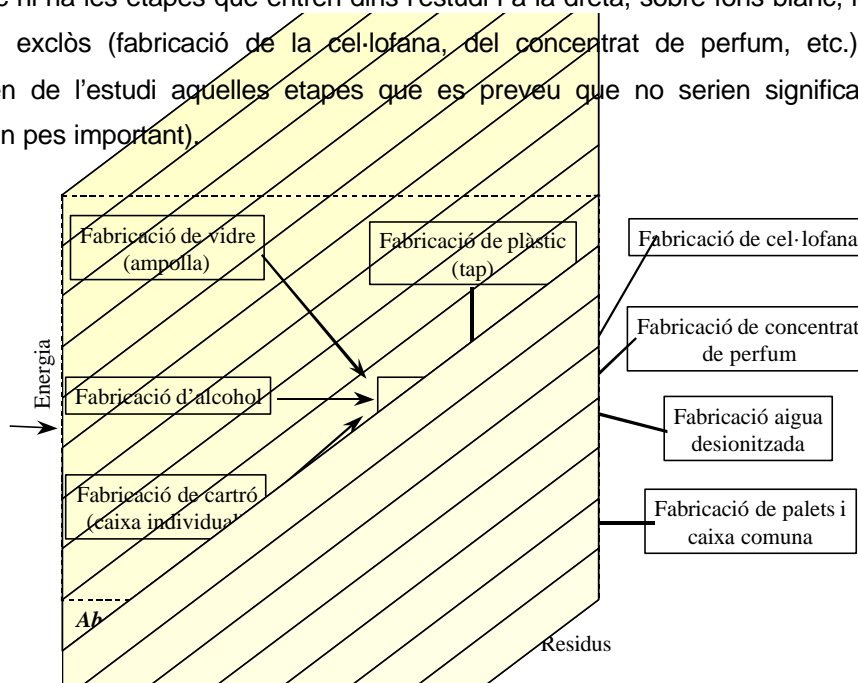 hi ha les etapes que entren dins l'estudi i a la dreta, sobre fons blanc,
exclòs (fabricació de la cel·lofana, del concentrat de perfum, etc.)
de l'estudi aquelles etapes que es preveu que no serien
pes important).
Fabricació de vidre
(ampolla)
Fabricació de plàstic
(tap)
Fabricació de cel·lofana
Fabricació de concentrat
de perfum
Energia
Fabricació d'alcohol
Fabricació aigua
desionitzada
Fabricació de cartró
(caixa individual
Fabricació de palets i
caixa comuna
Residus